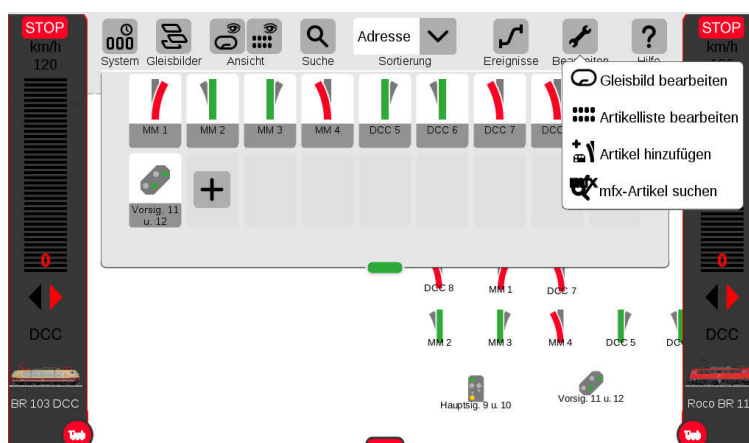 STOP
km/h
120
0
DCC
BR 103 DCC
System
Gleisbilder
Ansicht
Suche
Adresse
Sortierung
Ereignisse
Bearbeiten
Hilfe
Gleisbild bearbeiten
Artikelliste bearbeiten
Artikel hinzufügen
mfx-Artikel suchen
MM 1
MM 2
MM 3
MM 4
DCC 5
DCC 6
DCC 7
DCC
Vorsig. 11
u. 12
DCC 8
MM 1
DCC 7
MM 2
MM 3
MM 4
DCC 5
DC
Hauptsig. 9 u. 10
Vorsig. 11 u. 12
STOP
km/h
0
DCC
Roco BR 11